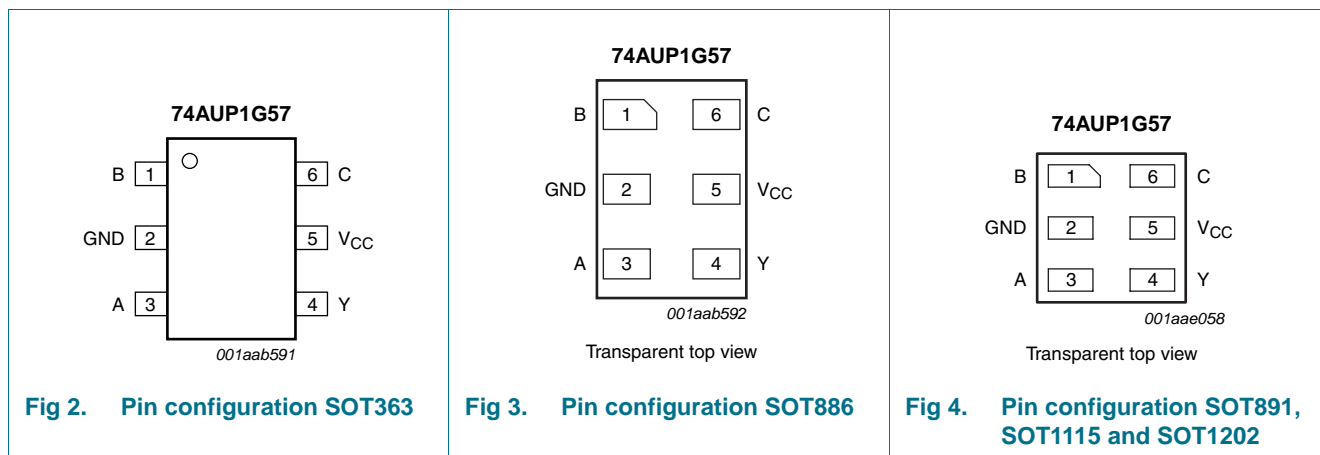 74AUP1G57
B 1 6 C
GND 2 5 VCC
A 3 4 Y
001aab591
Fig 2. Pin configuration SOT363
74AUP1G57
B 1 6 C
GND 2 5 VCC
A 3 4 Y
001aab592
Transparent top view
Fig 3. Pin configuration SOT886
74AUP1G57
B 1 6 C
GND 2 5 VCC
A 3 4 Y
001aae058
Transparent top view
Fig 4. Pin configuration SOT891,
SOT1115 and SOT1202